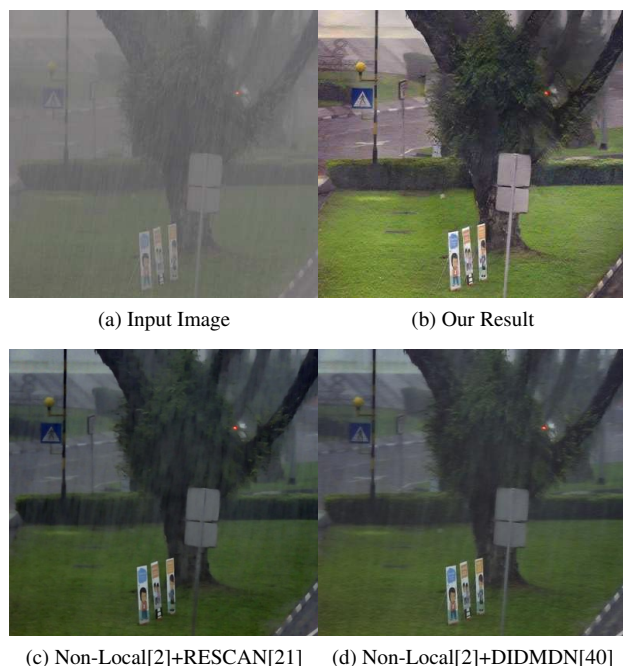 (a) Input Image
(b) Our Result
(c) Non-Local[2]+RESCAN[21]
(d) Non-Local[2]+DIDMDN[40]